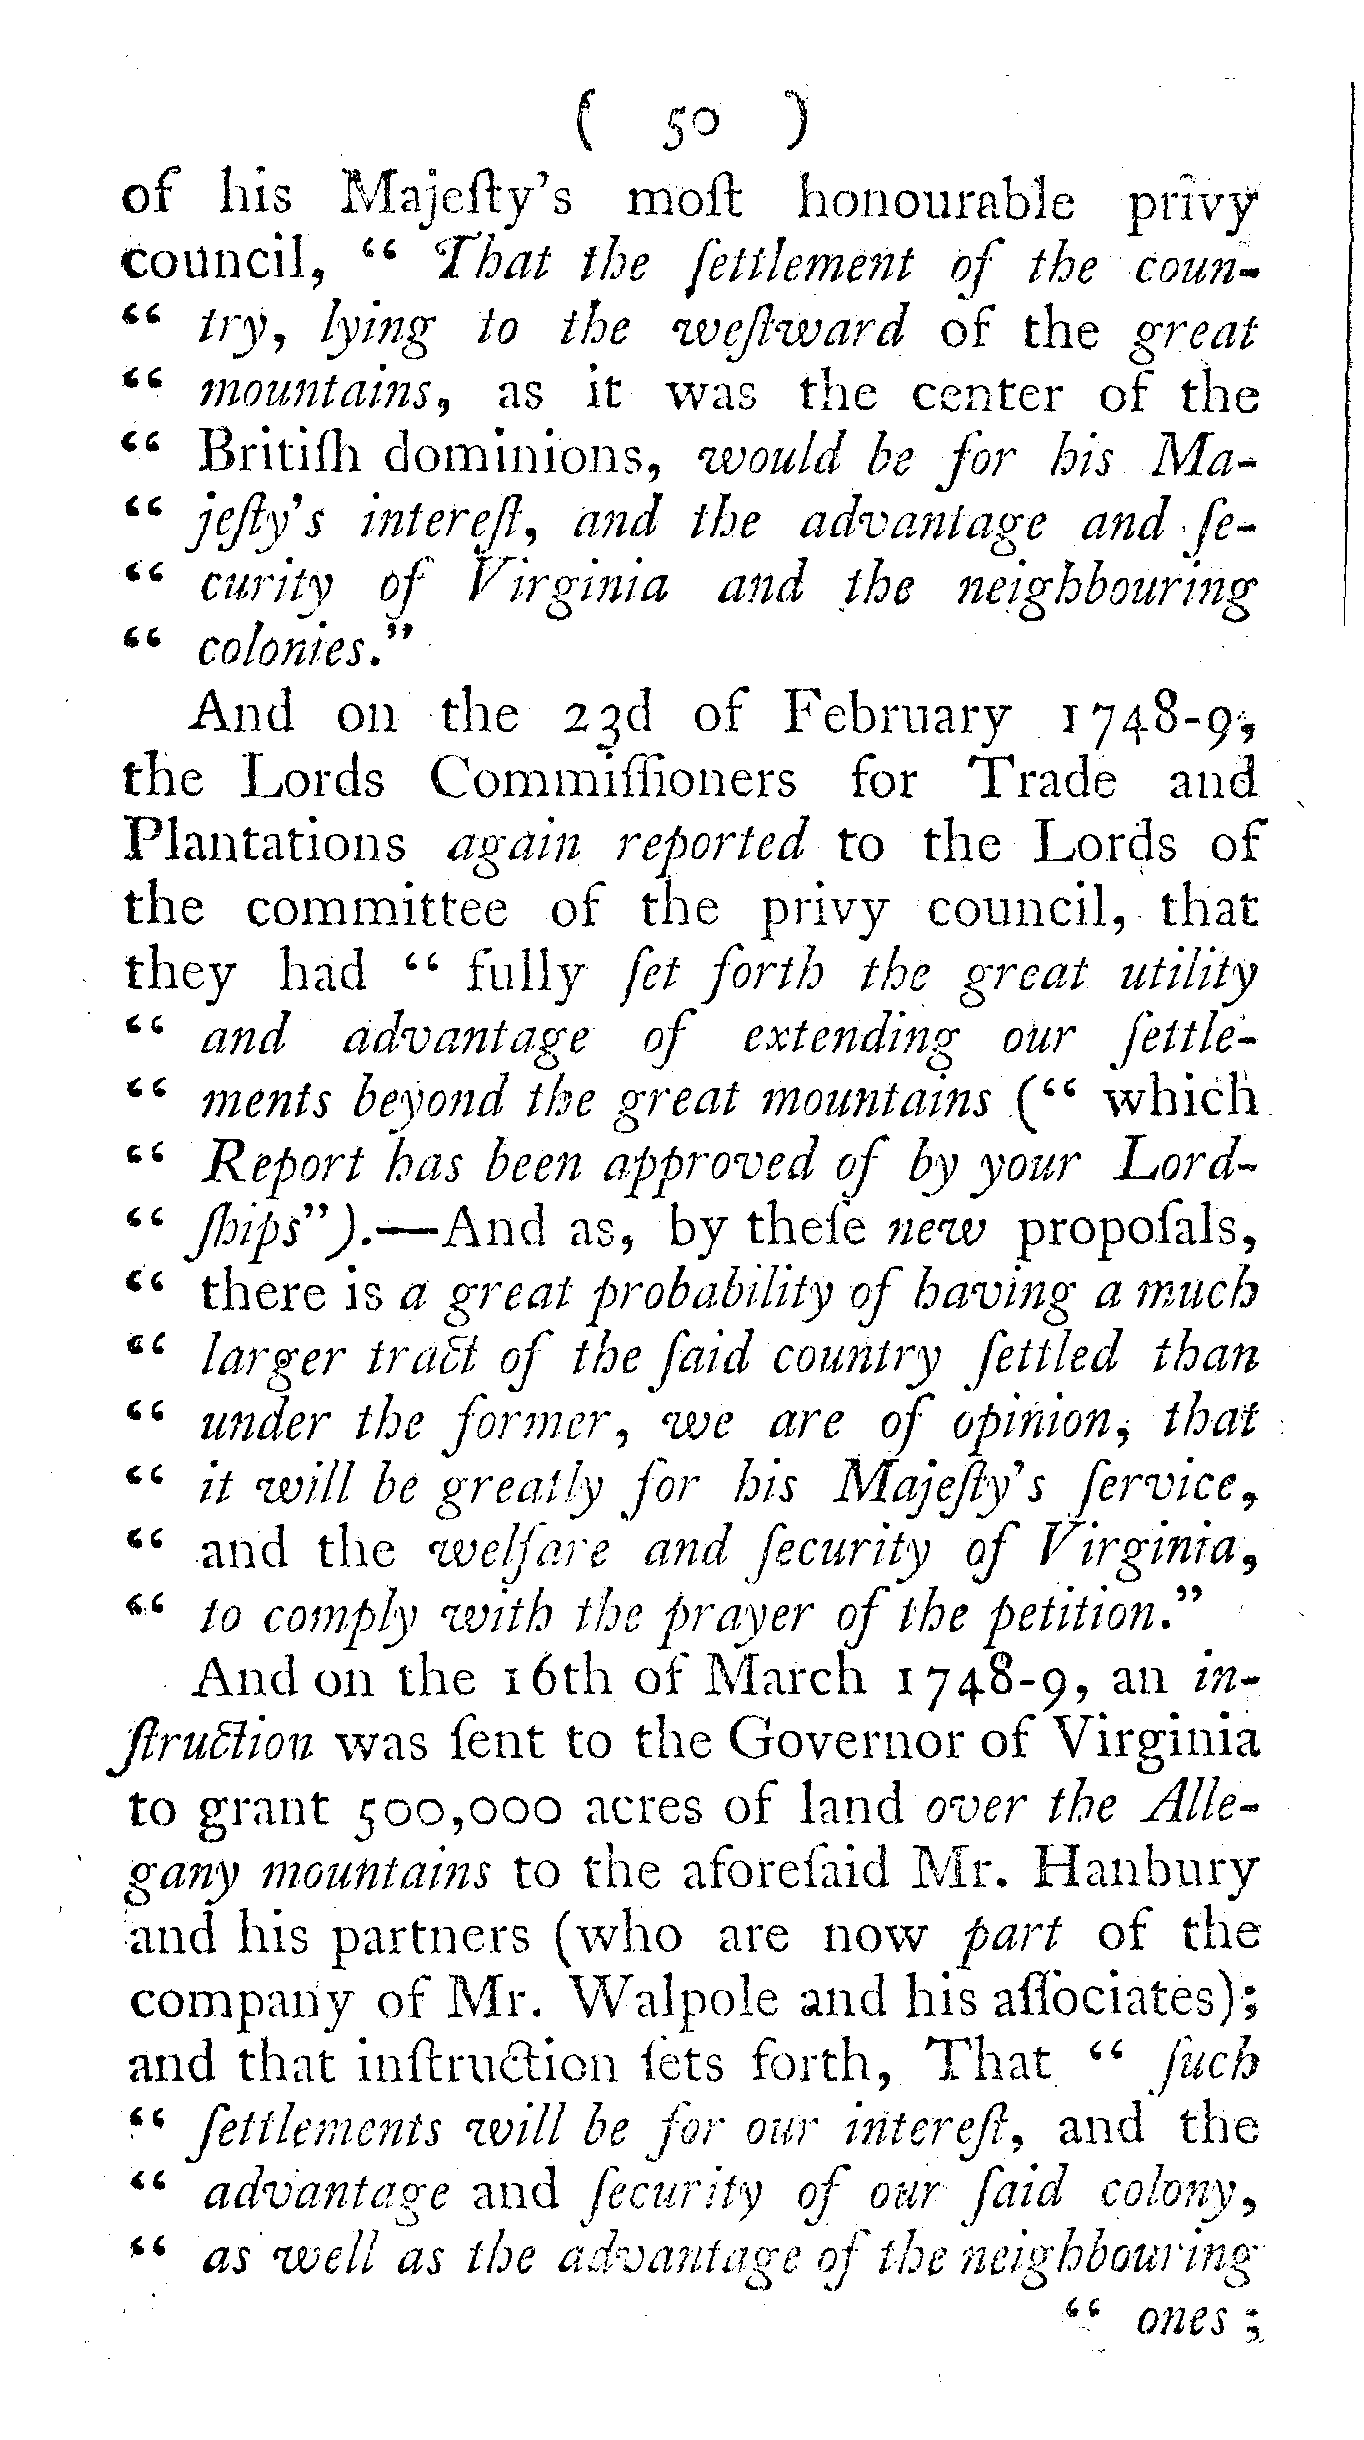 ( 50 )
of his Majeſty's moſt honourable privy
council, “ That the ſettlement of the coun-
“ try, lying to the weſtward of the great
“ mountains, as it was the center of the
“ Britiſh dominions, would be for his Ma-
“ jeſty's intereſt, and the advantage and ſe-
“ curity of Virginia and the neighbouring
“ colonies.”
And on the 23d of February 1748-9,
the Lords Commiſſioners for Trade and
Plantations again reported to the Lords of
the committee of the privy council, that
they had “ fully ſet forth the great utility
“ and advantage of extending our ſettle-
“ ments beyond the great mountains (“ which
“ Report has been approved of by your Lord-
“ ſhips”).—And as, by theſe new propoſals,
“ there is a great probability of having a much
“ larger tract of the ſaid country ſettled than
“ under the former, we are of opinion, that
“ it will be greatly for his Majeſty's ſervice,
“ and the welfare and ſecurity of Virginia,
“ to comply with the prayer of the petition.”
And on the 16th of March 1748-9, an in-
ſtruction was ſent to the Governor of Virginia
to grant 500,000 acres of land over the Alle-
gany mountains to the aforeſaid Mr. Hanbury
and his partners (who are now part of the
company of Mr. Walpole and his aſſociates);
and that inſtruction ſets forth, That “ ſuch
“ ſettlements will be for our intereſt, and the
“ advantage and ſecurity of our ſaid colony,
“ as well as the advantage of the neighbouring
“ ones;